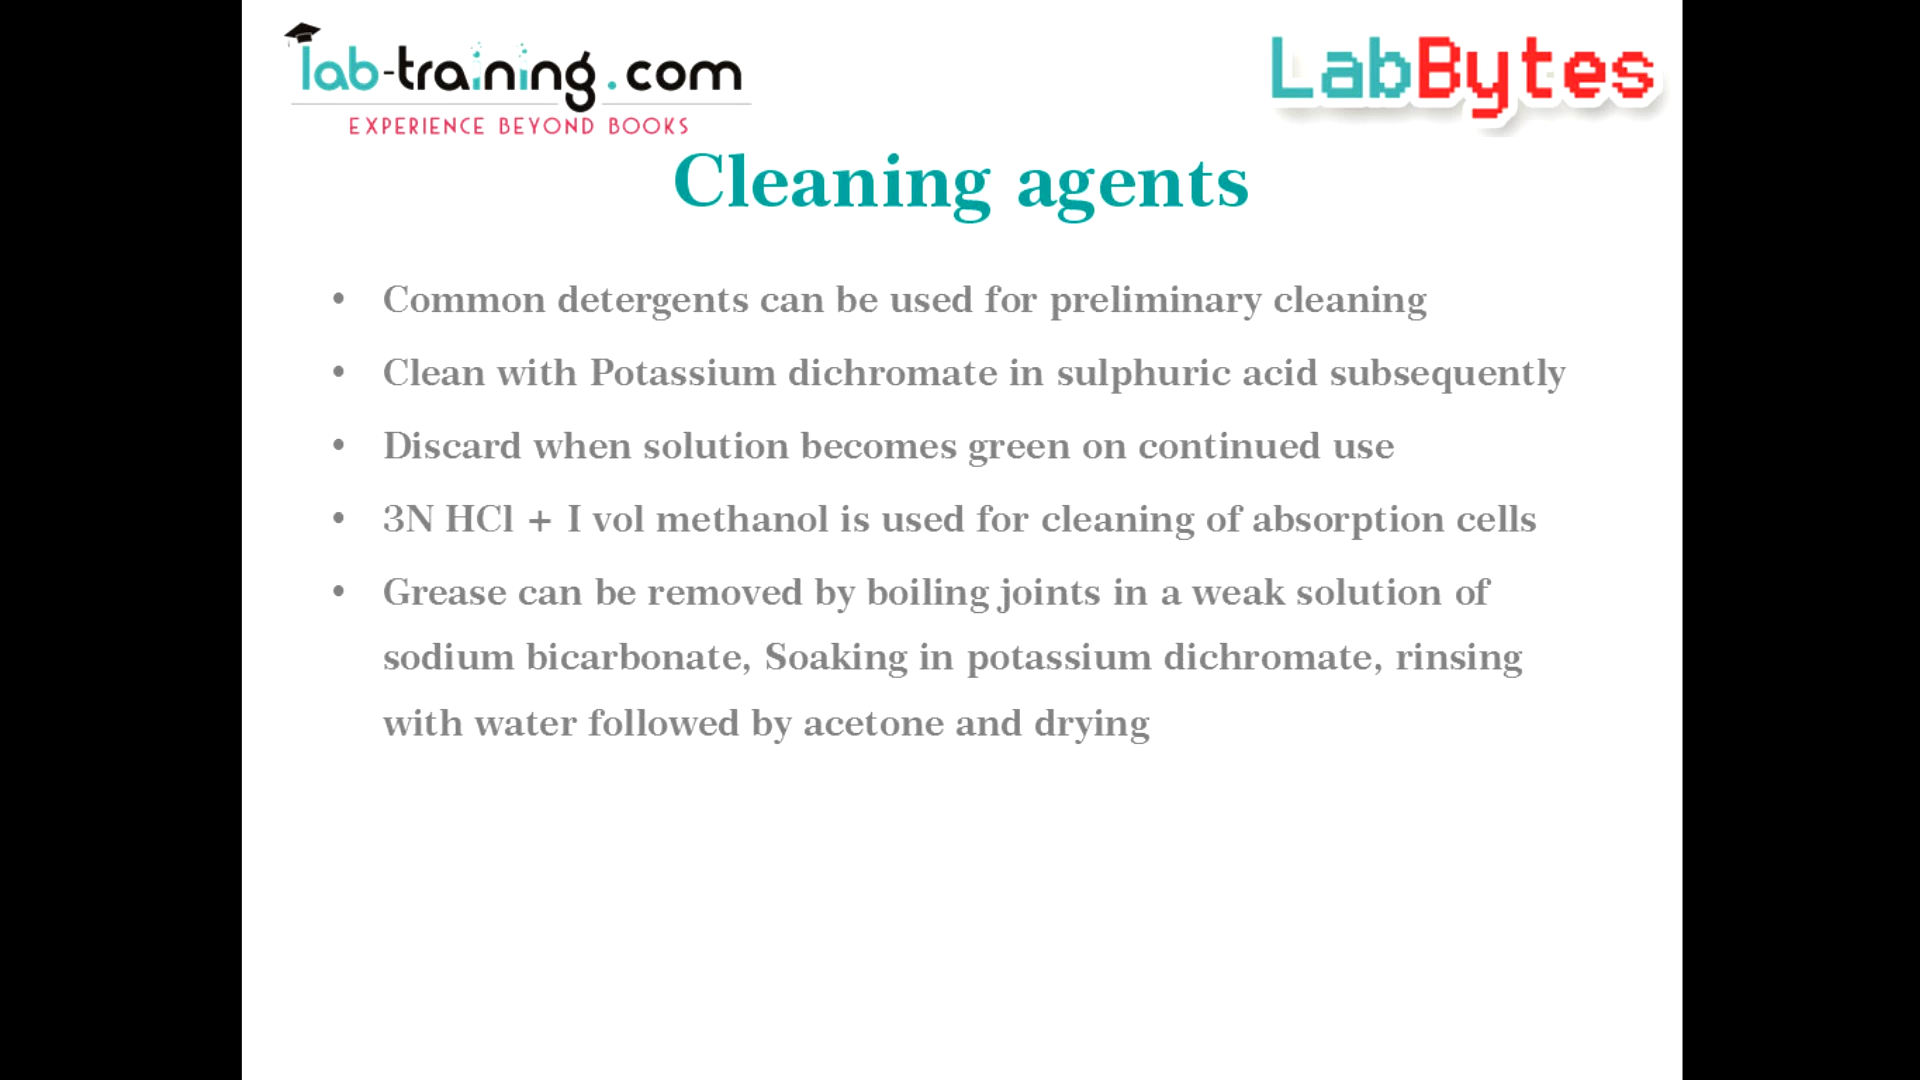 lab-training.com
EXPERIENCE BEYOND BOOKS
LabBytes
Cleaning agents
• Common detergents can be used for preliminary cleaning
• Clean with Potassium dichromate in sulphuric acid subsequently
• Discard when solution becomes green on continued use
• 3N HCl + I vol methanol is used for cleaning of absorption cells
• Grease can be removed by boiling joints in a weak solution of
sodium bicarbonate, Soaking in potassium dichromate, rinsing
with water followed by acetone and drying